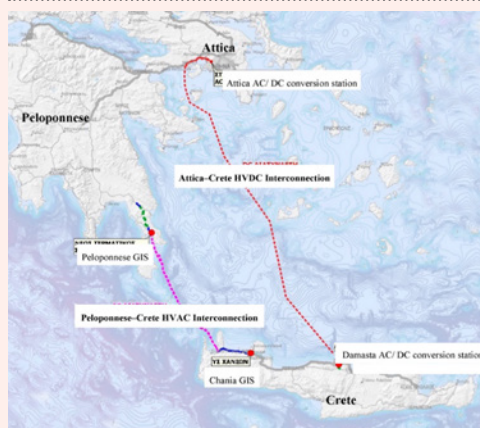 Attica
Attica AC/ DC conversion station
Peloponnese
Attica–Crete HVDC Interconnection
Peloponnese GIS
Peloponnese–Crete HVAC Interconnection
Damasta AC/ DC conversion station
Chania GIS
Crete